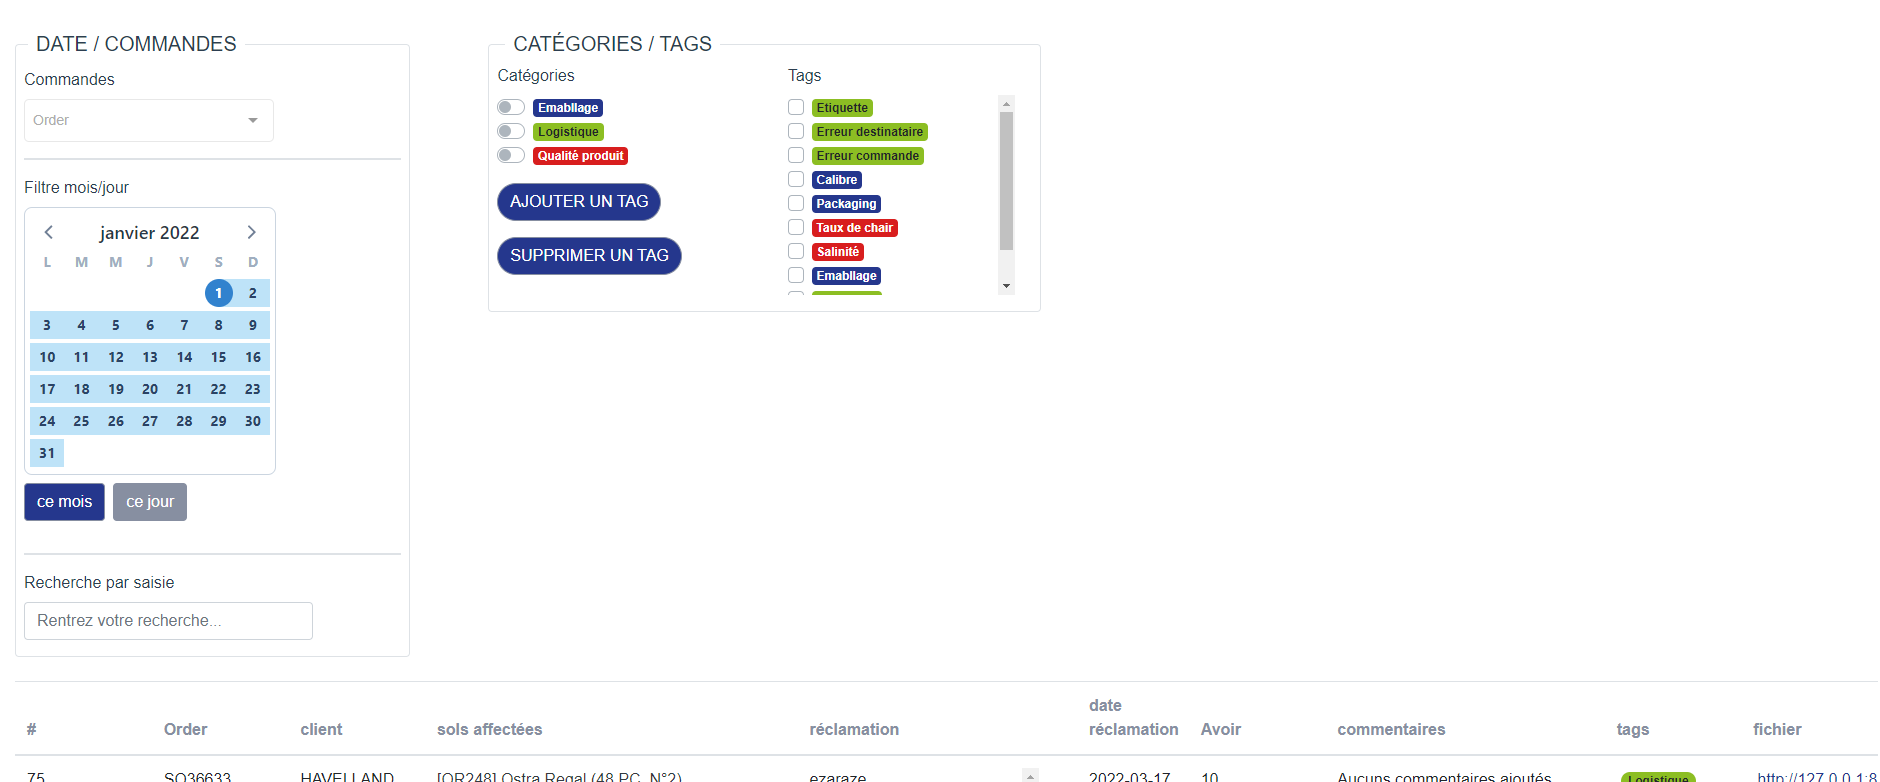 DATE / COMMANDES
Commandes
Order
Filtre mois/jour
janvier 2022
L M M J V S D
1 2
3 4 5 6 7 8 9
10 11 12 13 14 15 16
17 18 19 20 21 22 23
24 25 26 27 28 29 30
31
ce mois ce jour
Recherche par saisie
Rentrez votre recherche...
CATÉGORIES / TAGS
Catégories
Emabllage
Logistique
Qualité produit
AJOUTER UN TAG
SUPPRIMER UN TAG
Tags
Etiquette
Erreur destinataire
Erreur commande
Calibre
Packaging
Taux de chair
Salinité
Emabllage
# Order client sols affectées réclamation date réclamation Avoir commentaires tags fichier
75 SO36633 HAVELLAND [OR248] Ostra Regal (48 PC, N°2) ezaraze 2022-03-17 10 Aucuns commentaires ajoutés Logistique http://127.0.0.1:8